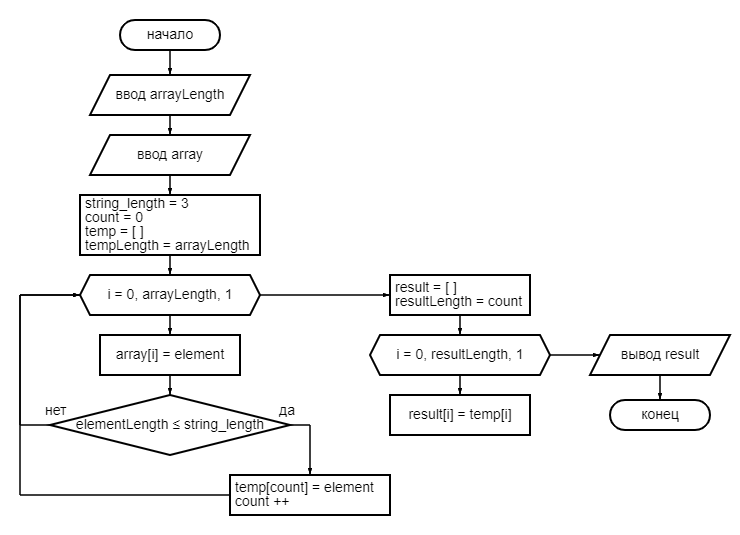 начало
ввод arrayLength
ввод array
string_length = 3
count = 0
temp = [ ]
tempLength = arrayLength
i = 0, arrayLength, 1
array[i] = element
нет
elementLength ≤ string_length
да
temp[count] = element
count ++
result = [ ]
resultLength = count
i = 0, resultLength, 1
result[i] = temp[i]
вывод result
конец